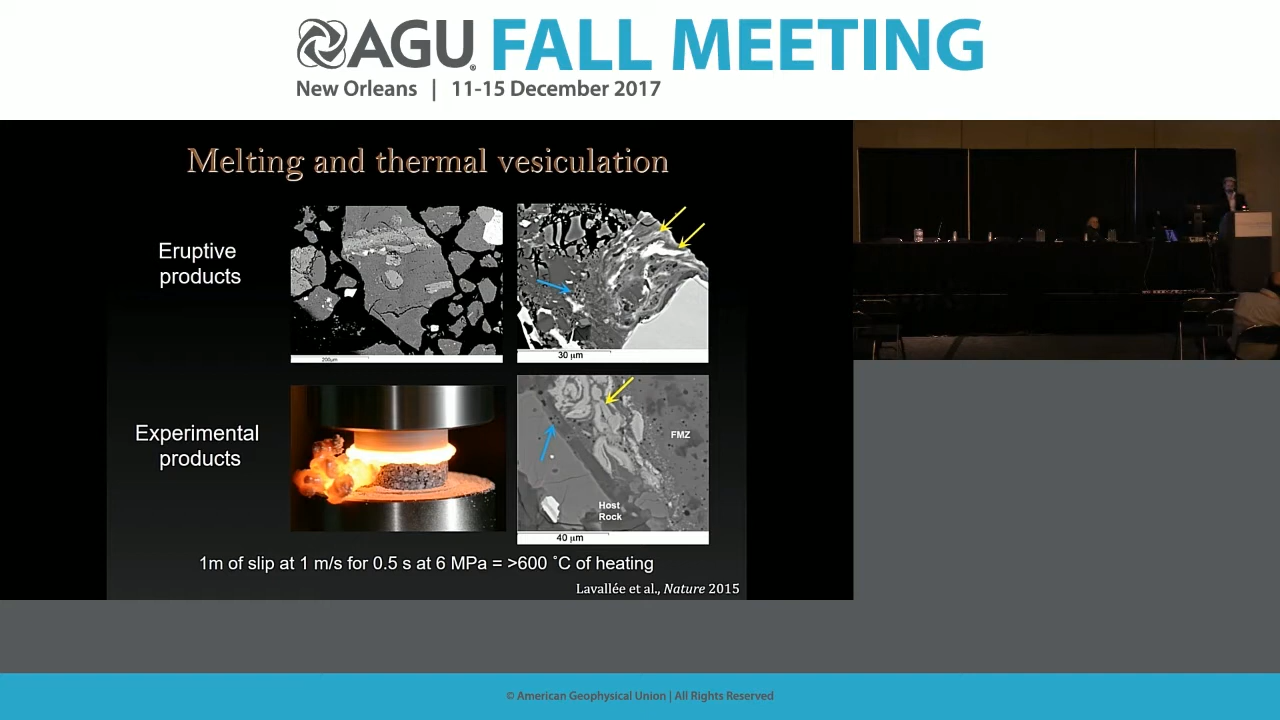 AGU FALL MEETING
New Orleans | 11-15 December 2017
Melting and thermal vesiculation
Eruptive
products
200µm
30 µm
Experimental
products
FMZ
Host
Rock
40 µm
1m of slip at 1 m/s for 0.5 s at 6 MPa = >600 ˚C of heating
Lavallée et al., Nature 2015
© American Geophysical Union | All Rights Reserved